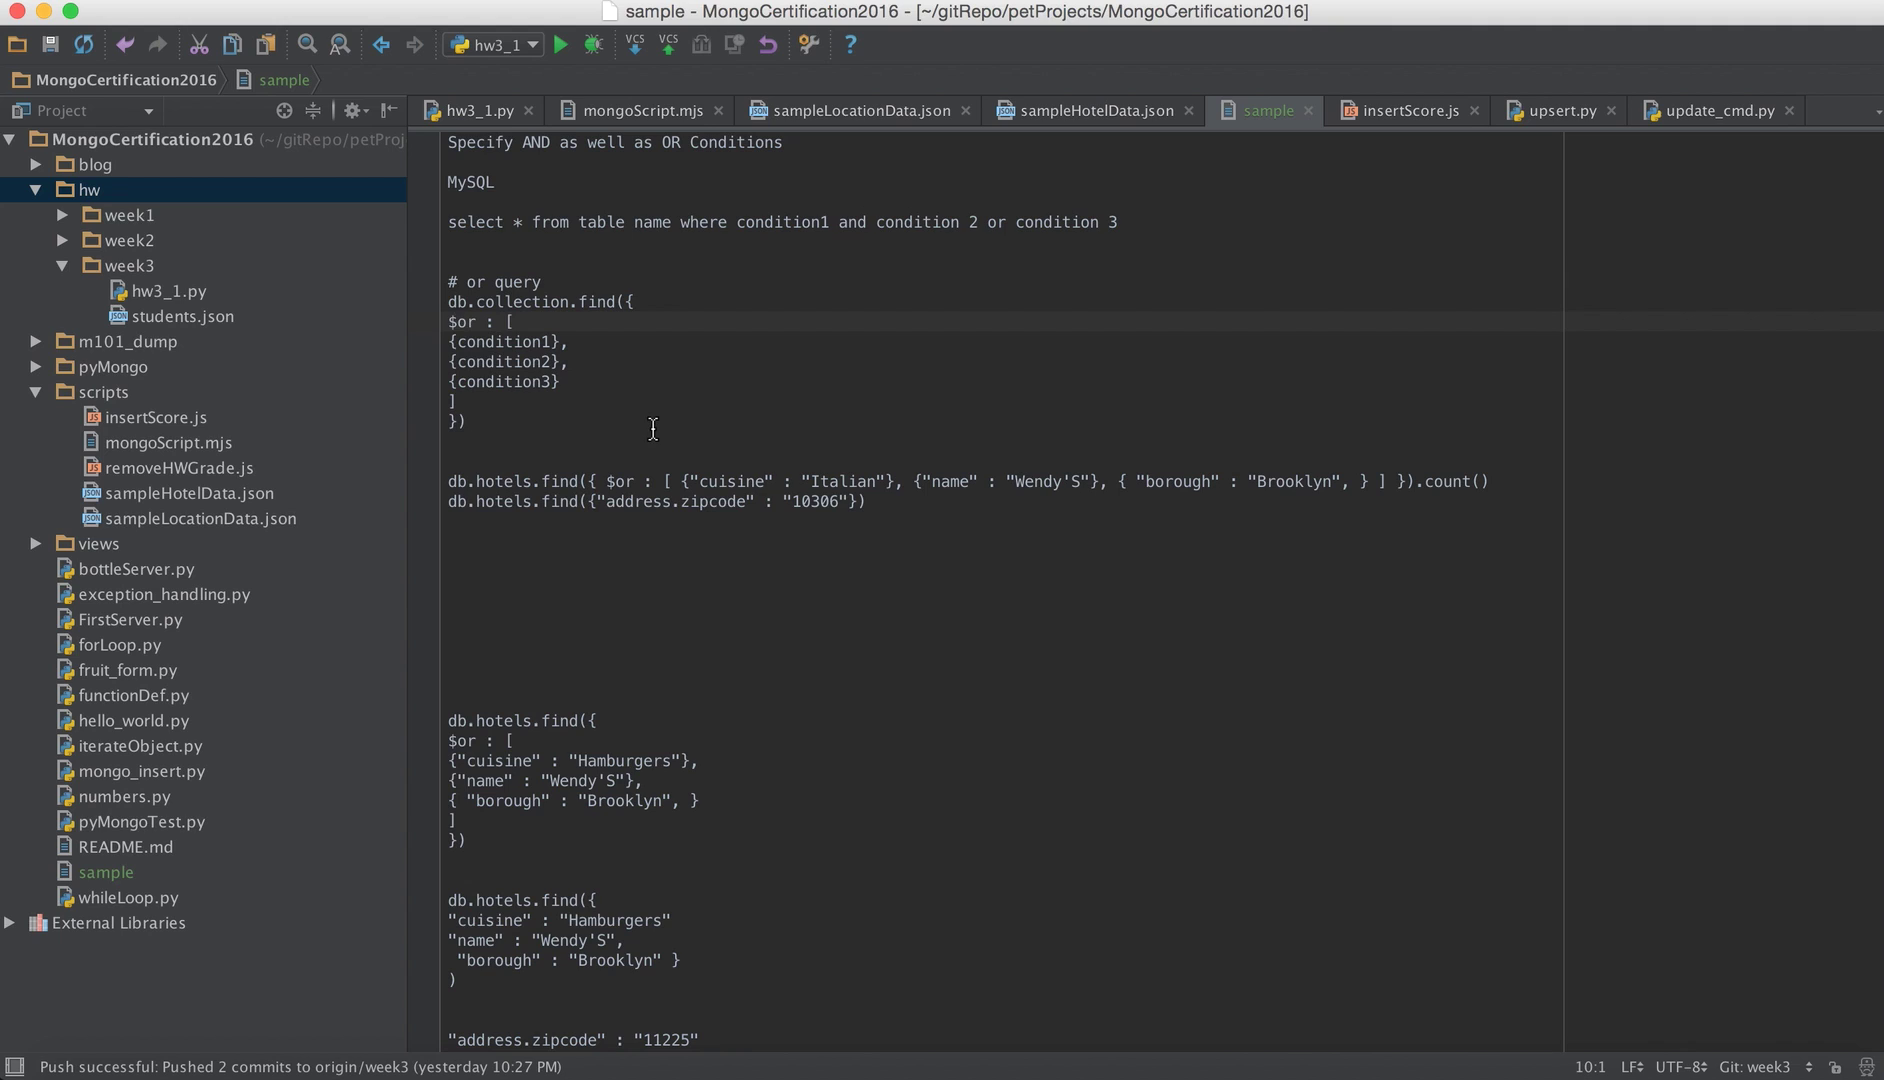 sample - MongoCertification2016 - [~/gitRepo/petProjects/MongoCertification2016]
hw3_1
VCS VCS
?
MongoCertification2016 sample
Project
hw3_1.py mongoScript.mjs sampleLocationData.json sampleHotelData.json sample insertScore.js upsert.py update_cmd.py
MongoCertification2016 (~/gitRepo/petProj
blog
hw
week1
week2
week3
hw3_1.py
students.json
m101_dump
pyMongo
scripts
insertScore.js
mongoScript.mjs
removeHWGrade.js
sampleHotelData.json
sampleLocationData.json
views
bottleServer.py
exception_handling.py
FirstServer.py
forLoop.py
fruit_form.py
functionDef.py
hello_world.py
iterateObject.py
mongo_insert.py
numbers.py
pyMongoTest.py
README.md
sample
whileLoop.py
External Libraries
Specify AND as well as OR Conditions
MySQL
select * from table name where condition1 and condition 2 or condition 3
# or query
db.collection.find({
$or : [
{condition1},
{condition2},
{condition3}
]
})
db.hotels.find({ $or : [ {"cuisine" : "Italian"}, {"name" : "Wendy'S"}, { "borough" : "Brooklyn", } ] }).count()
db.hotels.find({"address.zipcode" : "10306"})
db.hotels.find({
$or : [
{"cuisine" : "Hamburgers"},
{"name" : "Wendy'S"},
{ "borough" : "Brooklyn", }
]
})
db.hotels.find({
"cuisine" : "Hamburgers"
"name" : "Wendy'S",
"borough" : "Brooklyn" }
)
"address.zipcode" : "11225"
Push successful: Pushed 2 commits to origin/week3 (yesterday 10:27 PM)
10:1 LF UTF-8 Git: week3